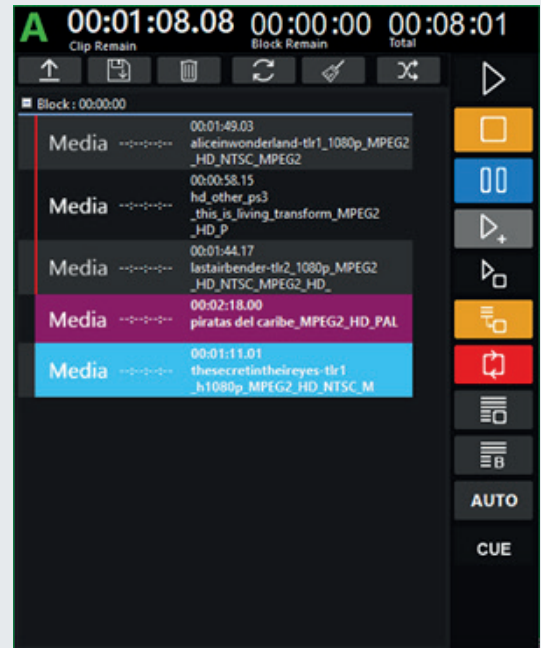 A 00:01:08.08 00:00:00 00:08:01
Clip Remain Block Remain Total
Block : 00:00:00
00:01:49.03
Media --:--:--:-- aliceinwonderland-tlr1_1080p_MPEG2
_HD_NTSC_MPEG2
00:00:58.15
hd_other_ps3
Media --:--:--:-- _this_is_living_transform_MPEG2
_HD_P
00:01:44.17
Media --:--:--:-- lastairbender-tlr2_1080p_MPEG2
_HD_NTSC_MPEG2_HD_
00:02:18.00
Media --:--:--:-- piratas del caribe_MPEG2_HD_PAL
00:01:11.01
Media --:--:--:-- thesecretintheireyes-tlr1
_h1080p_MPEG2_HD_NTSC_M
B
AUTO
CUE